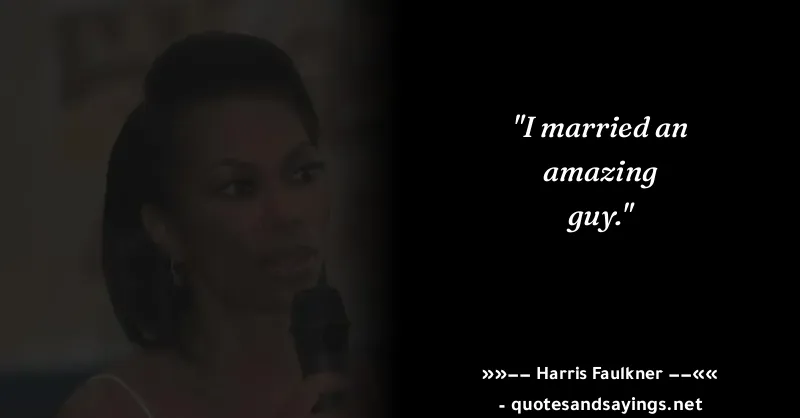 "I married an
amazing
guy."
»»–– Harris Faulkner ––««
- quotesandsayings.net